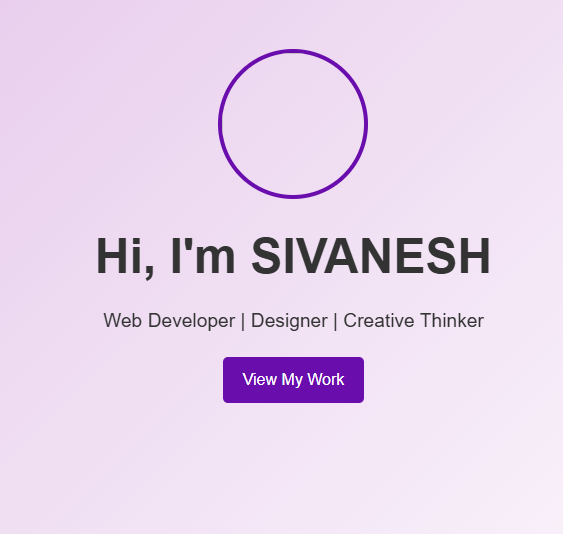 Hi, I'm SIVANESH
Web Developer | Designer | Creative Thinker
View My Work